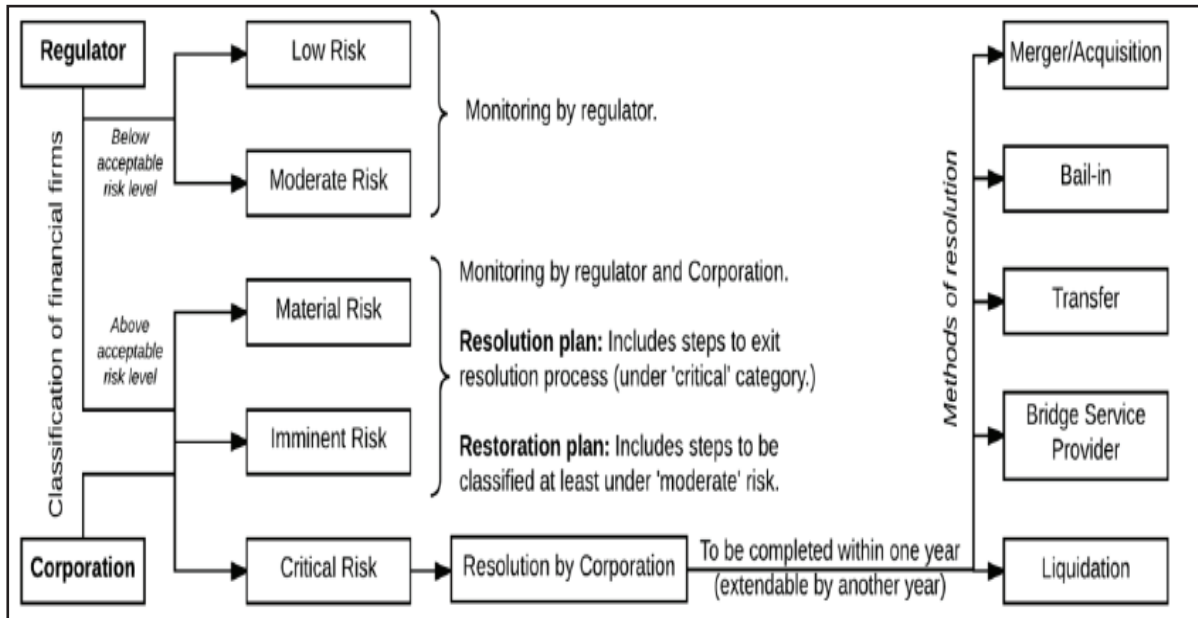 Regulator
Classification of financial firms
Corporation
Below
acceptable
risk level
Above
acceptable
risk level
Low Risk
Moderate Risk
Monitoring by regulator.
Material Risk
Imminent Risk
Monitoring by regulator and Corporation.
Resolution plan: Includes steps to exit
resolution process (under 'critical' category.)
Restoration plan: Includes steps to be
classified at least under 'moderate' risk.
Critical Risk
Resolution by Corporation
To be completed within one year
(extendable by another year)
Methods of resolution
Merger/Acquisition
Bail-in
Transfer
Bridge Service
Provider
Liquidation